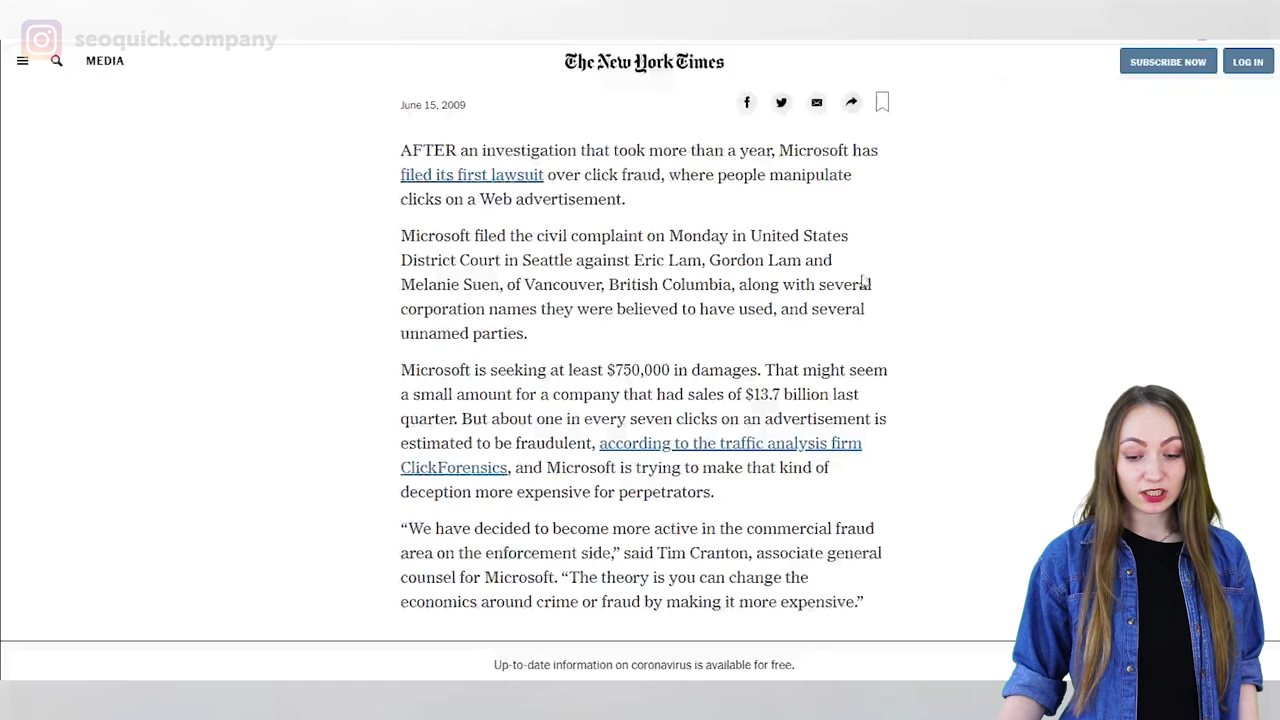 seoquick.company
MEDIA
The New York Times
SUBSCRIBE NOW
LOG IN
June 15, 2009
AFTER an investigation that took more than a year, Microsoft has
filed its first lawsuit over click fraud, where people manipulate
clicks on a Web advertisement.
Microsoft filed the civil complaint on Monday in United States
District Court in Seattle against Eric Lam, Gordon Lam and
Melanie Suen, of Vancouver, British Columbia, along with several
corporation names they were believed to have used, and several
unnamed parties.
Microsoft is seeking at least $750,000 in damages. That might seem
a small amount for a company that had sales of $13.7 billion last
quarter. But about one in every seven clicks on an advertisement is
estimated to be fraudulent, according to the traffic analysis firm
ClickForensics, and Microsoft is trying to make that kind of
deception more expensive for perpetrators.
“We have decided to become more active in the commercial fraud
area on the enforcement side,” said Tim Cranton, associate general
counsel for Microsoft. “The theory is you can change the
economics around crime or fraud by making it more expensive.”
Up-to-date information on coronavirus is available for free.